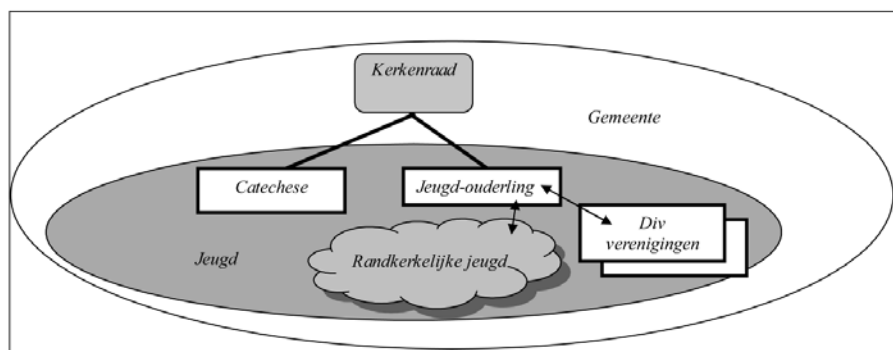 Kerkenraad
Gemeente
Catechese
Jeugd-ouderling
Div
verenigingen
Jeugd
Randkerkelijke jeugd